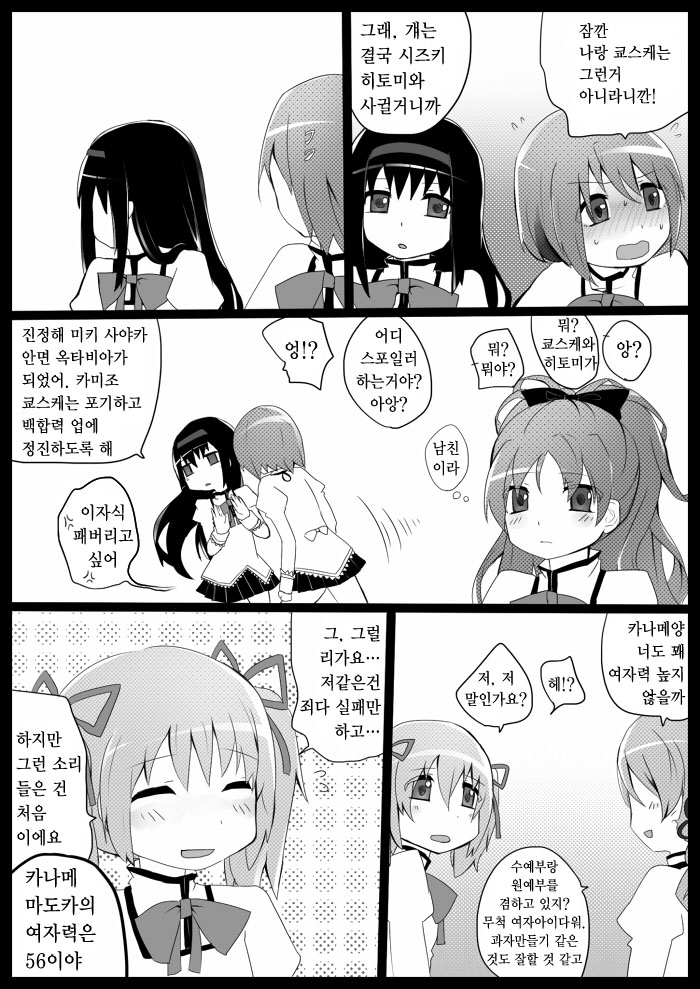 잠깐
나랑 쿄스케는
그런거
아니라니깐!
그래, 걔는
결국 시즈키
히토미와
사귈거니까
앙?
뭐?
쿄스케와
히토미가
뭐?
뭐야?
남친
이라
어디
스포일러
하는거야?
아앙?
엉!?
진정해 미키 사야카
안면 옥타비아가
되었어. 카미조
쿄스케는 포기하고
백합력 업에
정진하도록 해
이자식
패버리고
싶어
카나메양
너도 꽤
여자력 높지
않을까
헤!?
저, 저
말인가요?
수예부랑
원예부를
겸하고 있지?
무척 여자아이다워.
과자만들기 같은
것도 잘할 것 같고
그, 그럴
리가요…
저같은건
죄다 실패만
하고…
하지만
그런 소리
들은 건
처음
이에요
카나메
마도카의
여자력은
56이야